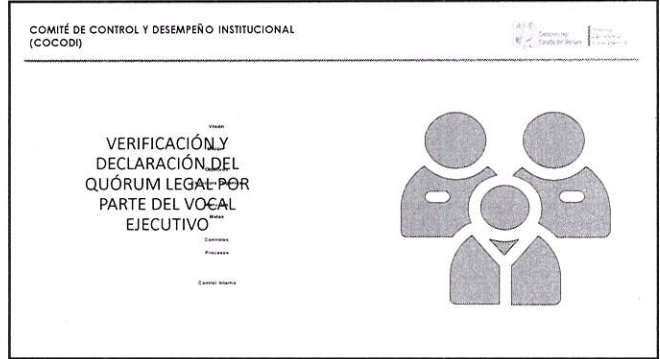 COMITÉ DE CONTROL Y DESEMPEÑO INSTITUCIONAL
(COCODI)
Visión
VERIFICACIÓN Y
DECLARACIÓN DEL
QUÓRUM LEGAL POR
PARTE DEL VOCAL
Metas
EJECUTIVO
Controles
Procesos
Control Interno